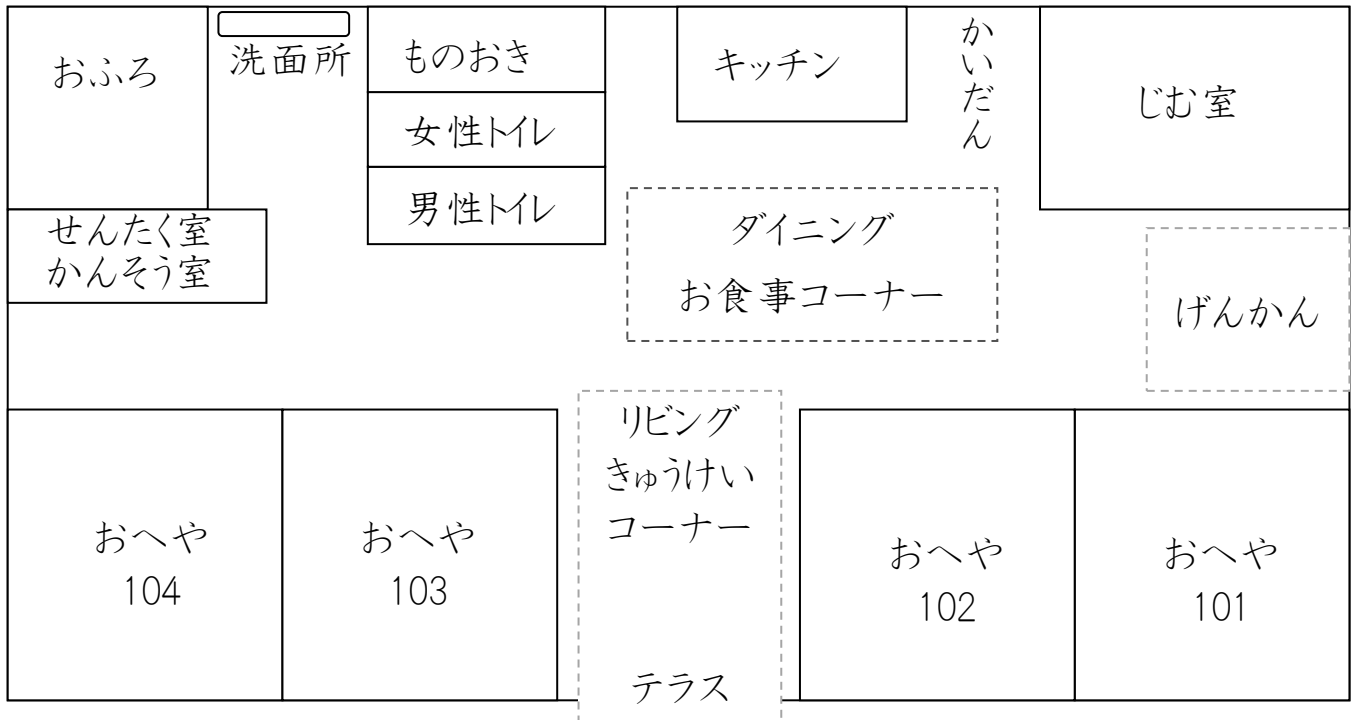 おふろ
洗面所
ものおき
女性トイレ
男性トイレ
キッチン
かいだん
じむ室
せんたく室
かんそう室
ダイニング
お食事コーナー
げんかん
リビング
きゅうけい
コーナー
テラス
おへや
104
おへや
103
おへや
102
おへや
101